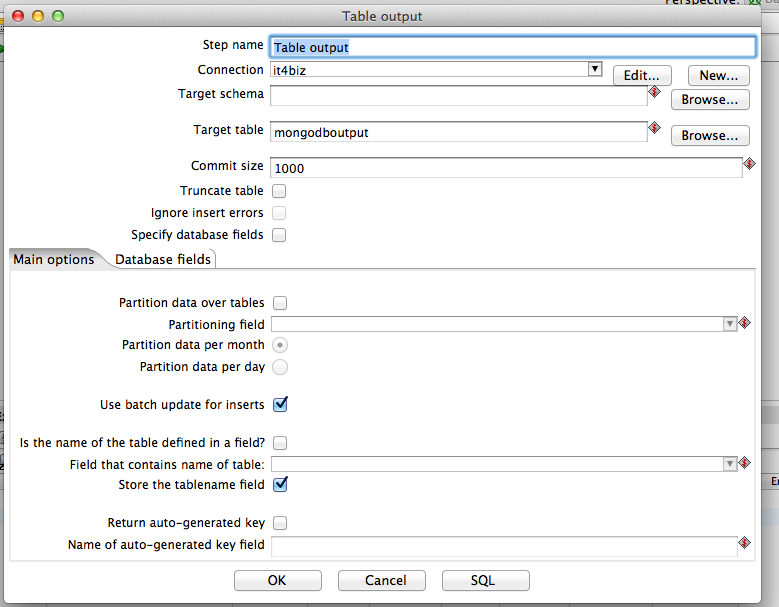 Perspective:
Table output
Step name Table output
Connection it4biz Edit... New...
Target schema Browse...
Target table mongodboutput Browse...
Commit size 1000
Truncate table
Ignore insert errors
Specify database fields
Main options Database fields
Partition data over tables
Partitioning field
Partition data per month
Partition data per day
Use batch update for inserts
Is the name of the table defined in a field?
Field that contains name of table:
Store the tablename field
Return auto-generated key
Name of auto-generated key field
OK Cancel SQL